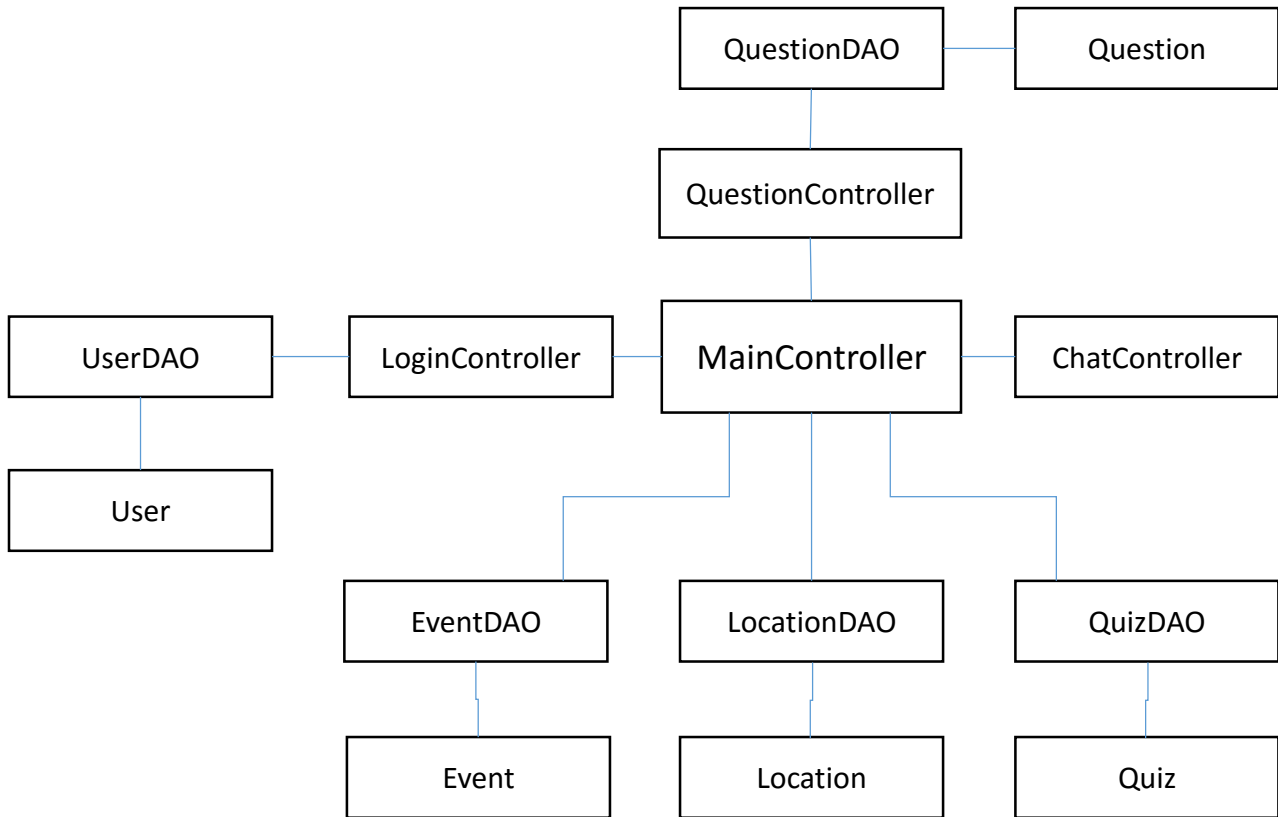 QuestionDAO
Question
QuestionController
UserDAO
LoginController
MainController
ChatController
User
EventDAO
LocationDAO
QuizDAO
Event
Location
Quiz